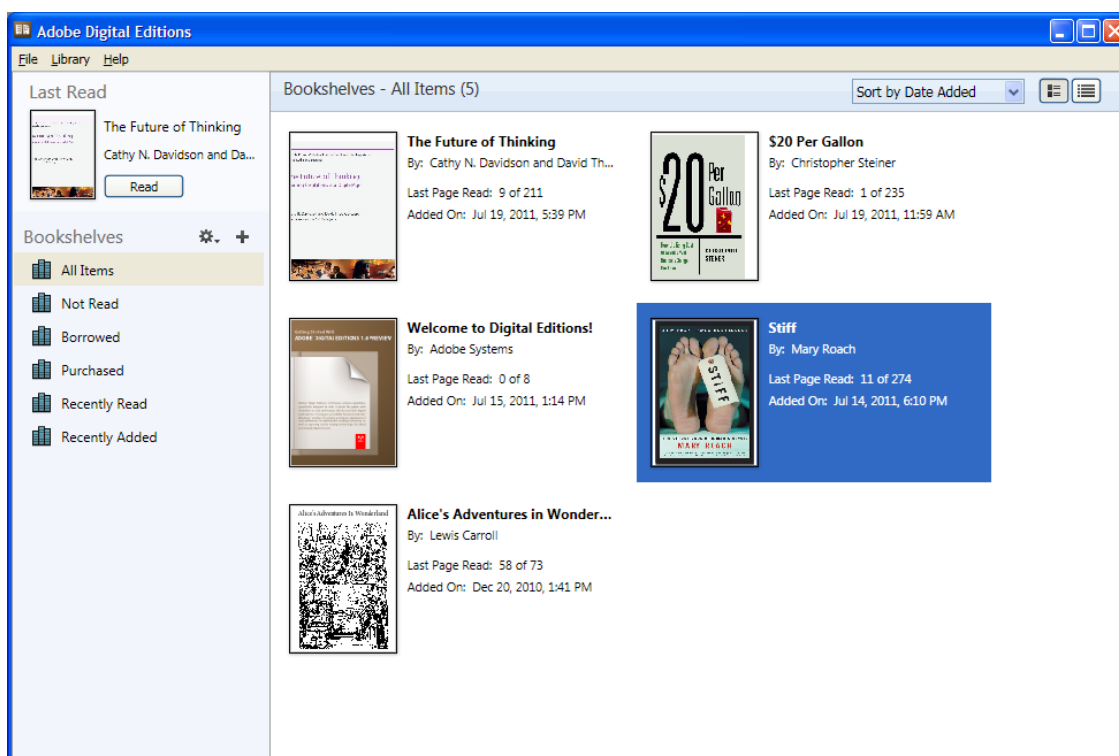 Adobe Digital Editions
File Library Help
Last Read
The Future of Thinking
Cathy N. Davidson and Da...
Read
Bookshelves
All Items
Not Read
Borrowed
Purchased
Recently Read
Recently Added
Bookshelves - All Items (5)
Sort by Date Added
The Future of Thinking
By: Cathy N. Davidson and David Th...
Last Page Read: 9 of 211
Added On: Jul 19, 2011, 5:39 PM
$20 Per Gallon
$20 Per Gallon
By: Christopher Steiner
Last Page Read: 1 of 235
Added On: Jul 19, 2011, 11:59 AM
Welcome to Digital Editions!
By: Adobe Systems
Last Page Read: 0 of 8
Added On: Jul 15, 2011, 1:14 PM
STIFF
MARY ROACH
Stiff
By: Mary Roach
Last Page Read: 11 of 274
Added On: Jul 14, 2011, 6:10 PM
Alice's Adventures In Wonderland
Alice's Adventures in Wonder...
By: Lewis Carroll
Last Page Read: 58 of 73
Added On: Dec 20, 2010, 1:41 PM